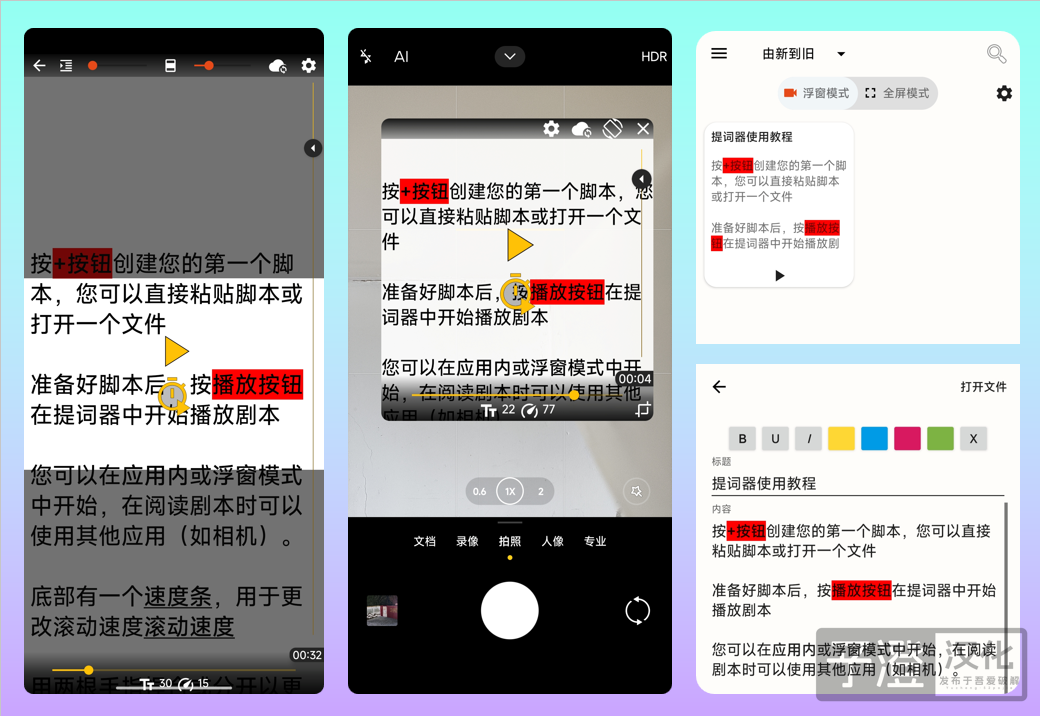 按+按钮创建您的第一个脚
本，您可以直接粘贴脚本或
打开一个文件
准备好脚本后，按播放按钮
在提词器中开始播放剧本
您可以在应用内或浮窗模式
中开始，在阅读剧本时可以
使用其他应用（如相机）。
底部有一个速度条，用于更
改滚动速度滚动速度
00:32
30 15
AI
HDR
按+按钮创建您的第一个脚本，您
可以直接粘贴脚本或打开一个文
件
准备好脚本后，按播放按钮在提
词器中开始播放剧本
您可以在应用内或浮窗模式中开
始，在阅读剧本时可以使用其他
应用（如相
00:04
22 77
0.6 1X 2
文档 录像 拍照 人像 专业
由新到旧
浮窗模式 全屏模式
提词器使用教程
按+按钮创建您的第一个脚
本，您可以直接粘贴脚本
或打开一个文件
准备好脚本后，按播放按
钮在提词器中开始播放剧
打开文件
B U I X
标题
提词器使用教程
内容
按+按钮创建您的第一个脚本，您可以直接
粘贴脚本或打开一个文件
准备好脚本后，按播放按钮在提词器中开始
播放剧本
您可以在应用内或浮窗模式中开始，在阅读
剧本时可以使用其他应用（如相机）。
汉化
发布于吾爱破解